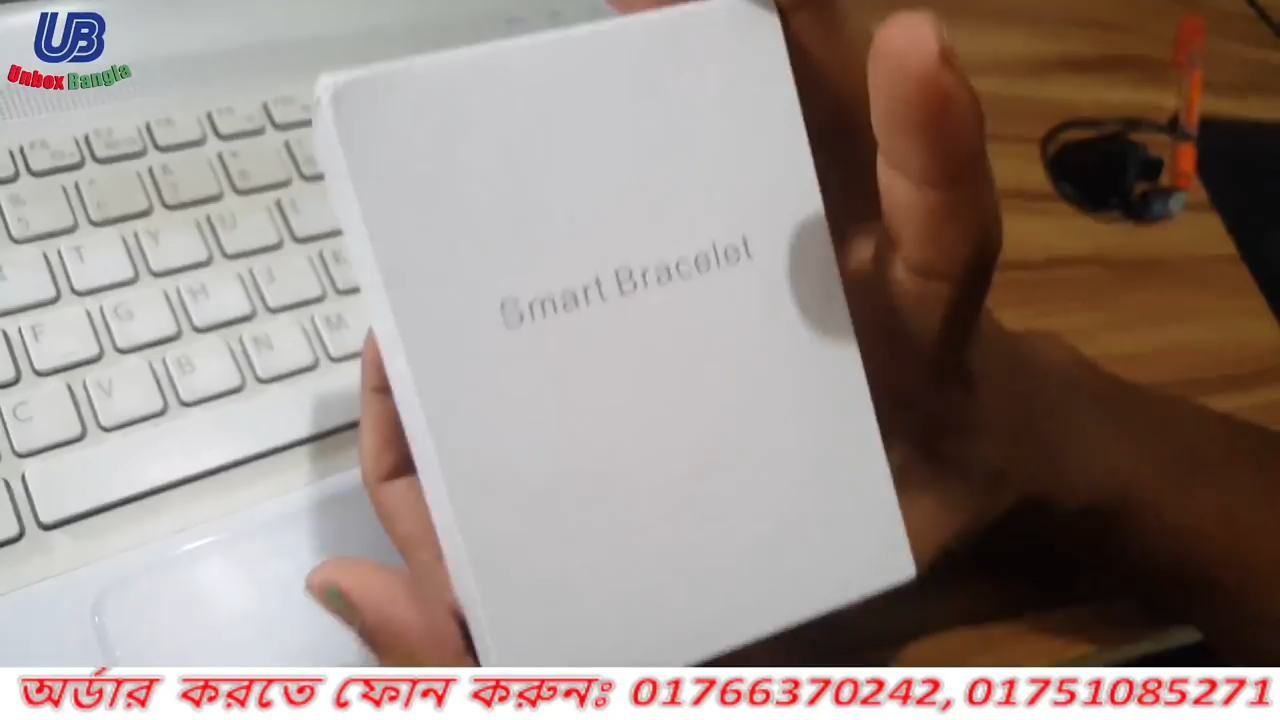 UB
Unbox Bangla
Smart Bracelet
T Y U
F G H J K
C V B N M
অর্ডার করতে ফোন করুনঃ 01766370242, 01751085271